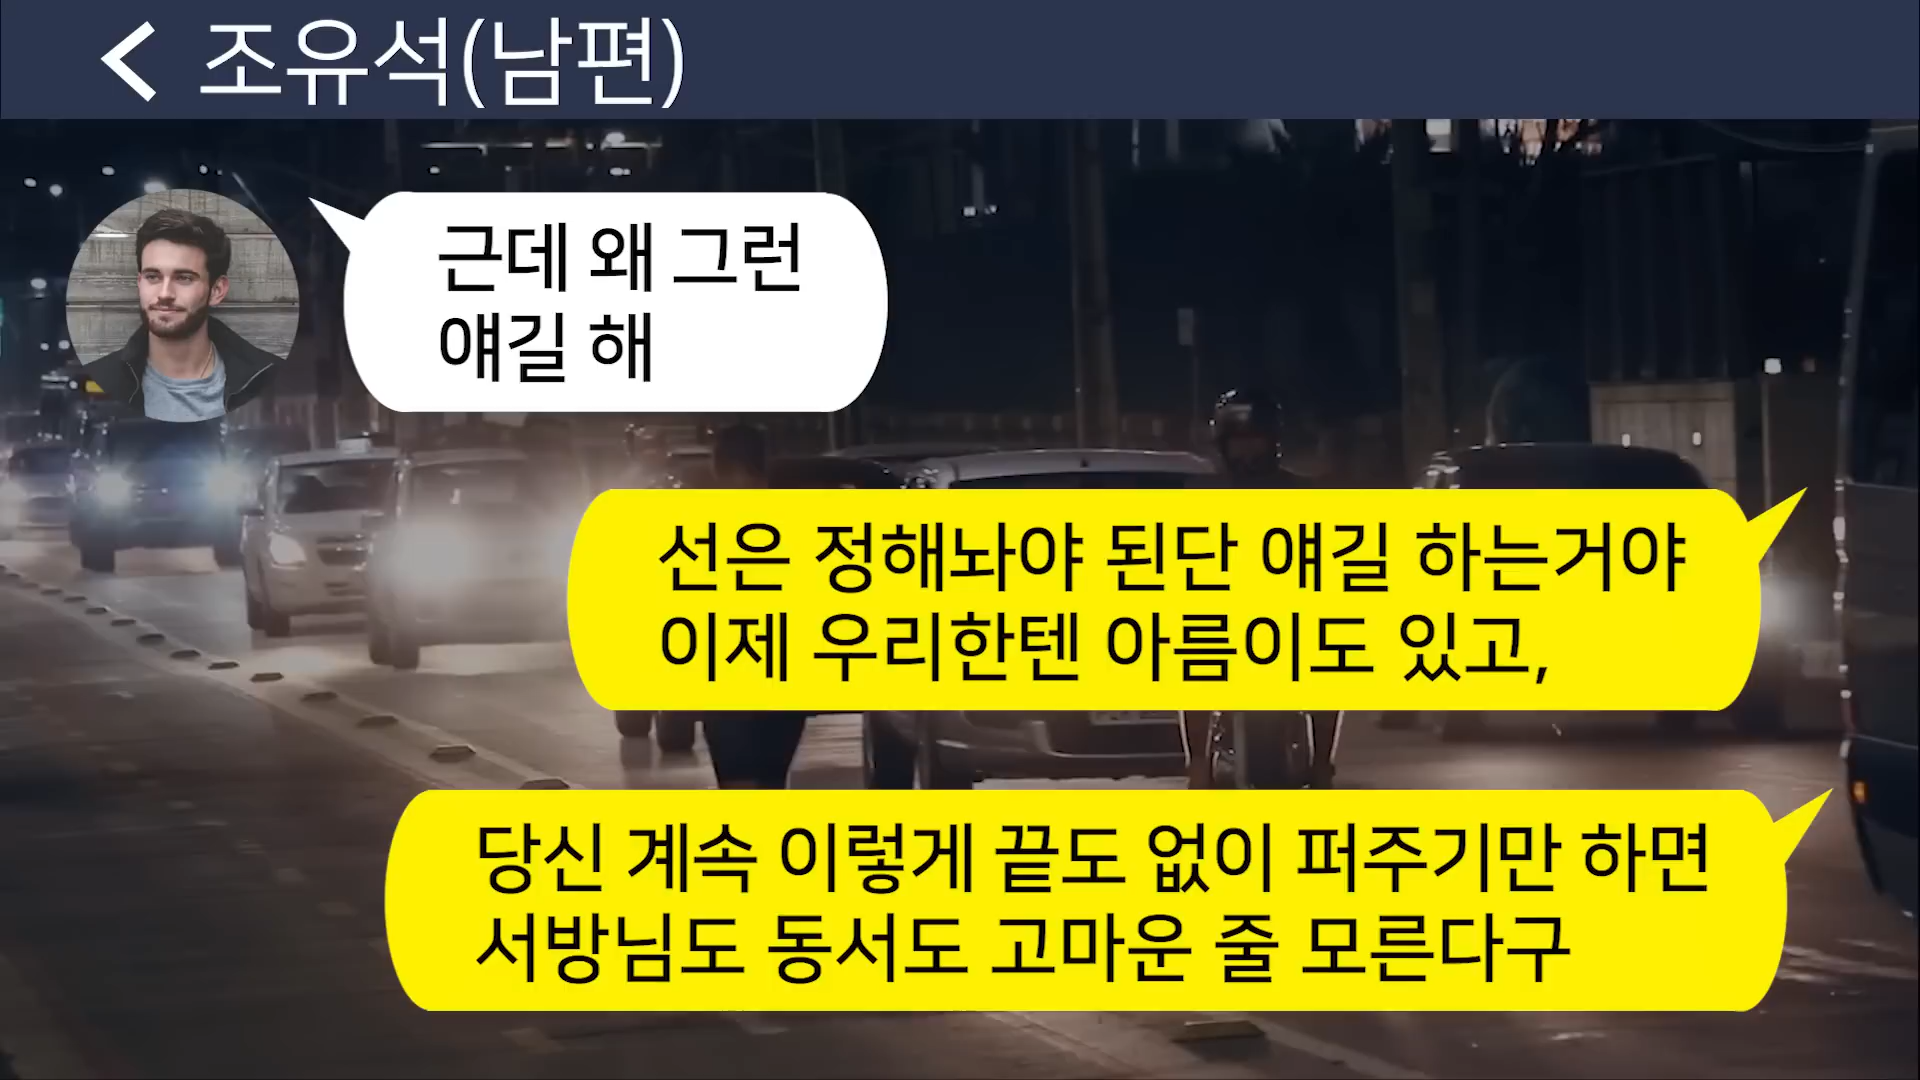 조유석(남편)
근데 왜 그런
얘길 해
선은 정해놔야 된단 얘길 하는거야
이제 우리한텐 아름이도 있고,
당신 계속 이렇게 끝도 없이 퍼주기만 하면
서방님도 동서도 고마운 줄 모른다구